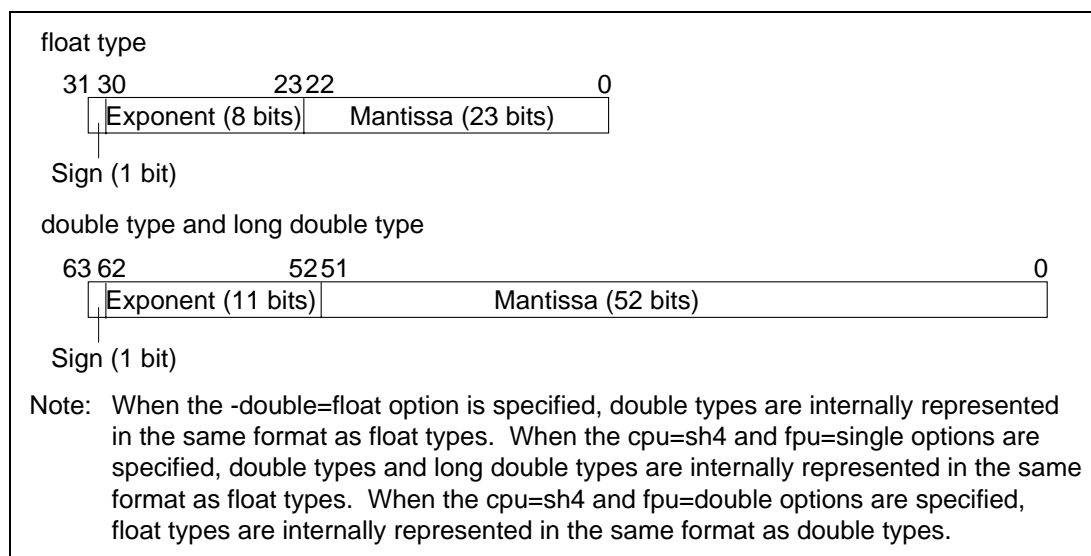 float type
31 30 23 22 0
Exponent (8 bits) Mantissa (23 bits)
Sign (1 bit)
double type and long double type
63 62 52 51 0
Exponent (11 bits) Mantissa (52 bits)
Sign (1 bit)
Note: When the -double=float option is specified, double types are internally represented
in the same format as float types. When the cpu=sh4 and fpu=single options are
specified, double types and long double types are internally represented in the same
format as float types. When the cpu=sh4 and fpu=double options are specified,
float types are internally represented in the same format as double types.